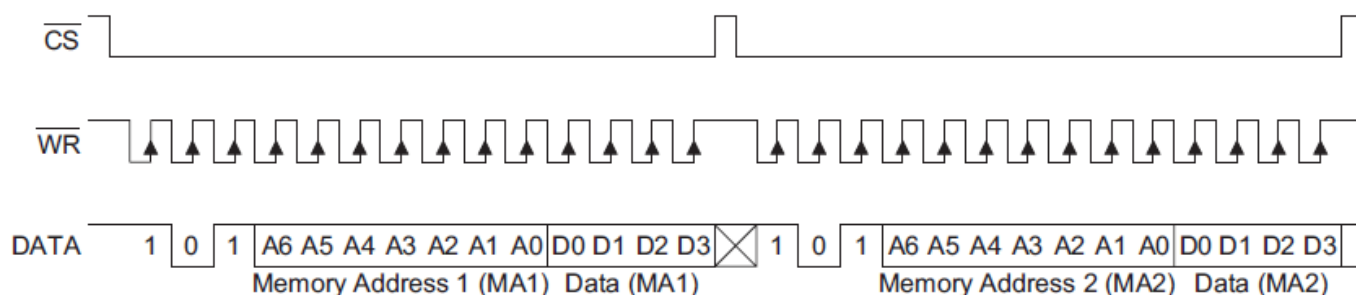 CS
WR
DATA 1 0 1 A6 A5 A4 A3 A2 A1 A0 D0 D1 D2 D3 1 0 1 A6 A5 A4 A3 A2 A1 A0 D0 D1 D2 D3
Memory Address 1 (MA1) Data (MA1) Memory Address 2 (MA2) Data (MA2)